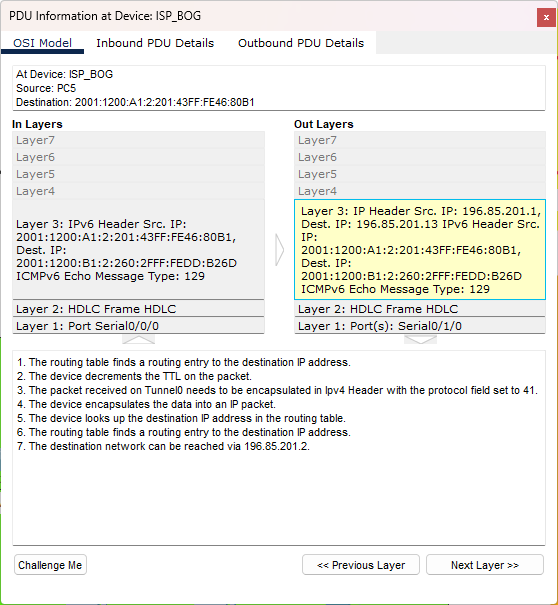 PDU Information at Device: ISP_BOG
x
OSI Model Inbound PDU Details Outbound PDU Details
At Device: ISP_BOG
Source: PC5
Destination: 2001:1200:A1:2:201:43FF:FE46:80B1
In Layers
Layer7
Layer6
Layer5
Layer4
Layer 3: IPv6 Header Src. IP:
2001:1200:A1:2:201:43FF:FE46:80B1,
Dest. IP:
2001:1200:B1:2:260:2FFF:FEDD:B26D
ICMPv6 Echo Message Type: 129
Layer 2: HDLC Frame HDLC
Layer 1: Port Serial0/0/0
Out Layers
Layer7
Layer6
Layer5
Layer4
Layer 3: IP Header Src. IP: 196.85.201.1,
Dest. IP: 196.85.201.13 IPv6 Header Src.
IP:
2001:1200:A1:2:201:43FF:FE46:80B1,
Dest. IP:
2001:1200:B1:2:260:2FFF:FEDD:B26D
ICMPv6 Echo Message Type: 129
Layer 2: HDLC Frame HDLC
Layer 1: Port(s): Serial0/1/0
1. The routing table finds a routing entry to the destination IP address.
2. The device decrements the TTL on the packet.
3. The packet received on Tunnel0 needs to be encapsulated in Ipv4 Header with the protocol field set to 41.
4. The device encapsulates the data into an IP packet.
5. The device looks up the destination IP address in the routing table.
6. The routing table finds a routing entry to the destination IP address.
7. The destination network can be reached via 196.85.201.2.
Challenge Me
<< Previous Layer
Next Layer >>